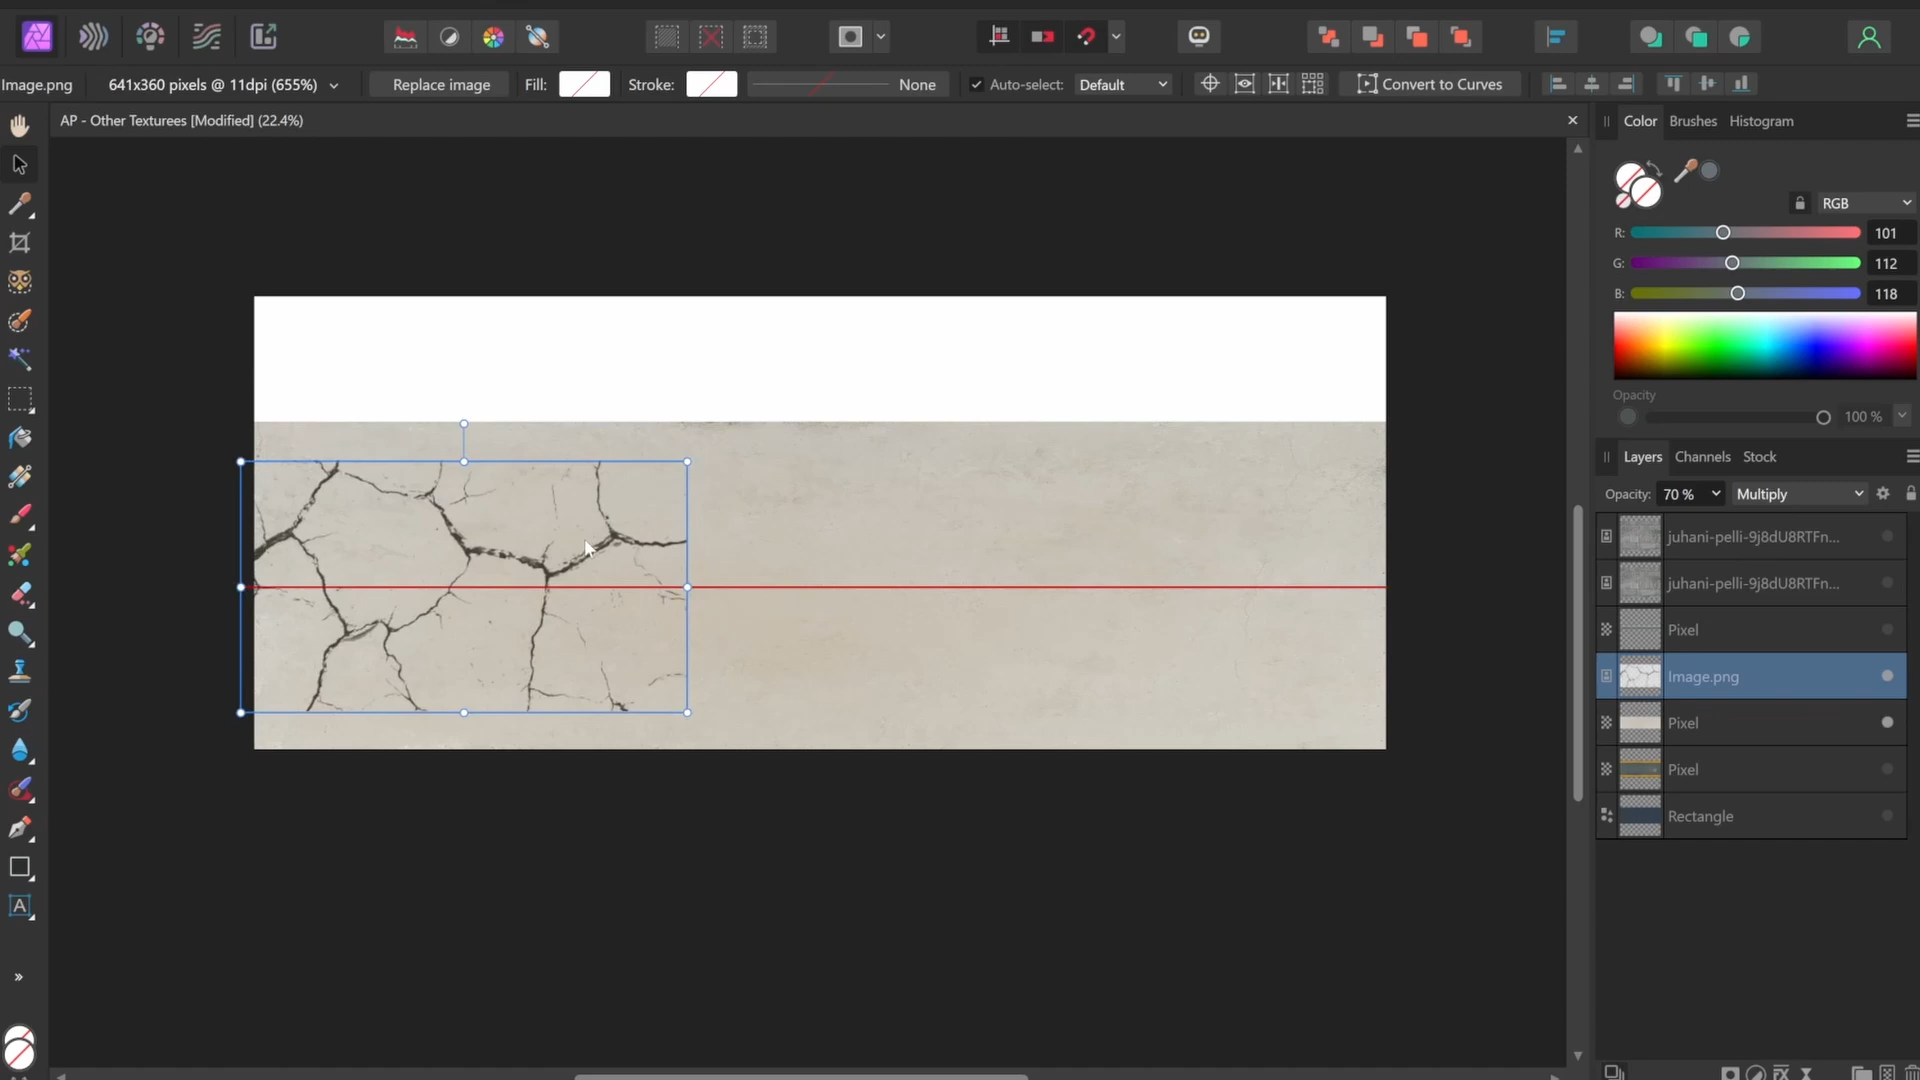 Image.png
641x360 pixels @ 11dpi (655%)
Replace image
Fill:
Stroke:
None
Auto-select:
Default
Convert to Curves
AP - Other Texturees [Modified] (22.4%)
Color
Brushes
Histogram
RGB
R:
101
G:
112
B:
118
Opacity
100 %
Layers
Channels
Stock
Opacity:
70 %
Multiply
juhani-pelli-9j8dU8RTFn...
juhani-pelli-9j8dU8RTFn...
Pixel
Image.png
Pixel
Pixel
Rectangle